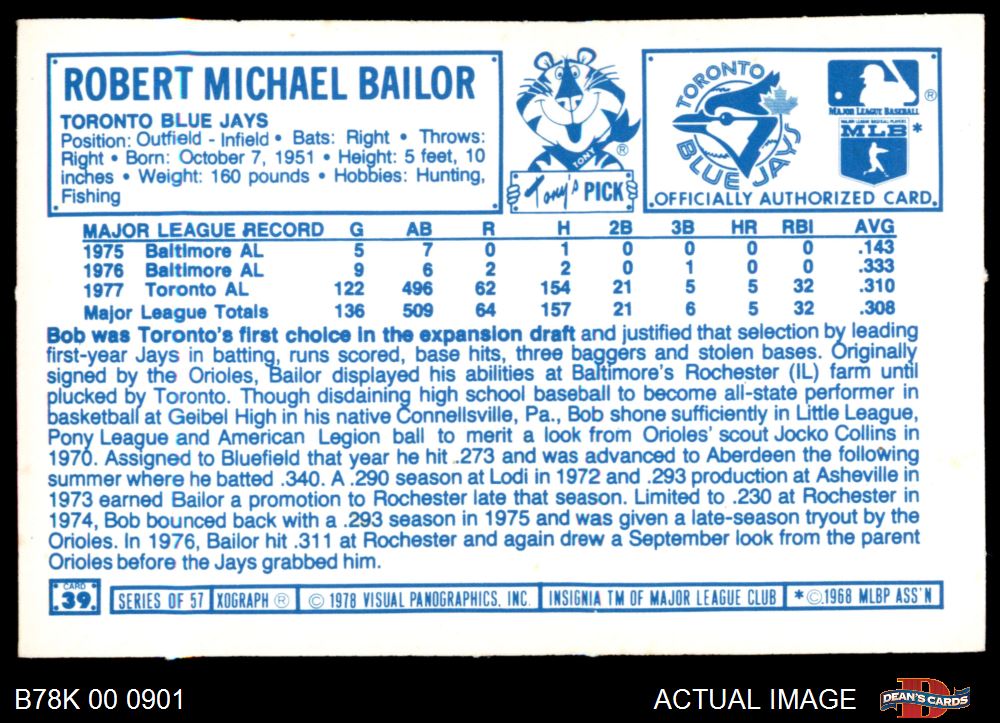 ROBERT MICHAEL BAILOR
TORONTO BLUE JAYS
Position: Outfield - Infield • Bats: Right • Throws:
Right • Born: October 7, 1951 • Height: 5 feet, 10
inches • Weight: 160 pounds • Hobbies: Hunting,
Fishing
TONY
®
Tony's PICK
TORONTO
BLUE JAYS
®
MAJOR LEAGUE BASEBALL
MAJOR LEAGUE BASEBALL PLAYERS
MLB *
OFFICIALLY AUTHORIZED CARD.
MAJOR LEAGUE RECORD G AB R H 2B 3B HR RBI AVG
1975 Baltimore AL 5 7 0 1 0 0 0 0 .143
1976 Baltimore AL 9 6 2 2 0 1 0 0 .333
1977 Toronto AL 122 496 62 154 21 5 5 32 .310
Major League Totals 136 509 64 157 21 6 5 32 .308
Bob was Toronto's first choice in the expansion draft and justified that selection by leading
first-year Jays in batting, runs scored, base hits, three baggers and stolen bases. Originally
signed by the Orioles, Bailor displayed his abilities at Baltimore's Rochester (IL) farm until
plucked by Toronto. Though disdaining high school baseball to become all-state performer in
basketball at Geibel High in his native Connellsville, Pa., Bob shone sufficiently in Little League,
Pony League and American Legion ball to merit a look from Orioles' scout Jocko Collins in
1970. Assigned to Bluefield that year he hit .273 and was advanced to Aberdeen the following
summer where he batted .340. A .290 season at Lodi in 1972 and .293 production at Asheville in
1973 earned Bailor a promotion to Rochester late that season. Limited to .230 at Rochester in
1974, Bob bounced back with a .293 season in 1975 and was given a late-season tryout by the
Orioles. In 1976, Bailor hit .311 at Rochester and again drew a September look from the parent
Orioles before the Jays grabbed him.
CARD
39
SERIES OF 57 XOGRAPH ® © 1978 VISUAL PANOGRAPHICS, INC. INSIGNIA TM OF MAJOR LEAGUE CLUB *©.1968 MLBP ASS'N
B78K 00 0901 ACTUAL IMAGE
DEAN'S CARDS